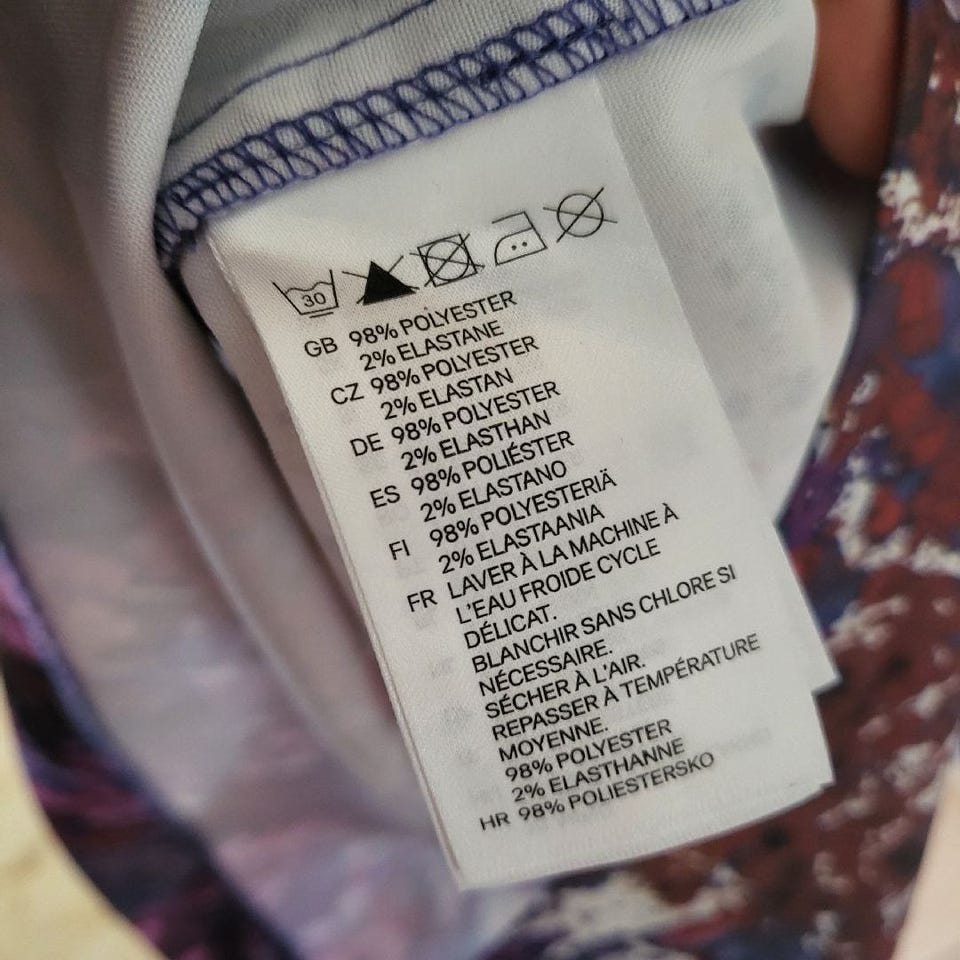 30
GB 98% POLYESTER
2% ELASTANE
CZ 98% POLYESTER
2% ELASTAN
DE 98% POLYESTER
2% ELASTHAN
ES 98% POLIÉSTER
2% ELASTANO
FI 98% POLYESTERIÄ
2% ELASTAANIA
FR LAVER À LA MACHINE À
L'EAU FROIDE CYCLE
DÉLICAT.
BLANCHIR SANS CHLORE SI
NÉCESSAIRE.
SÉCHER À L'AIR.
REPASSER À TEMPÉRATURE
MOYENNE.
98% POLYESTER
2% ELASTHANNE
HR 98% POLIESTERSKO